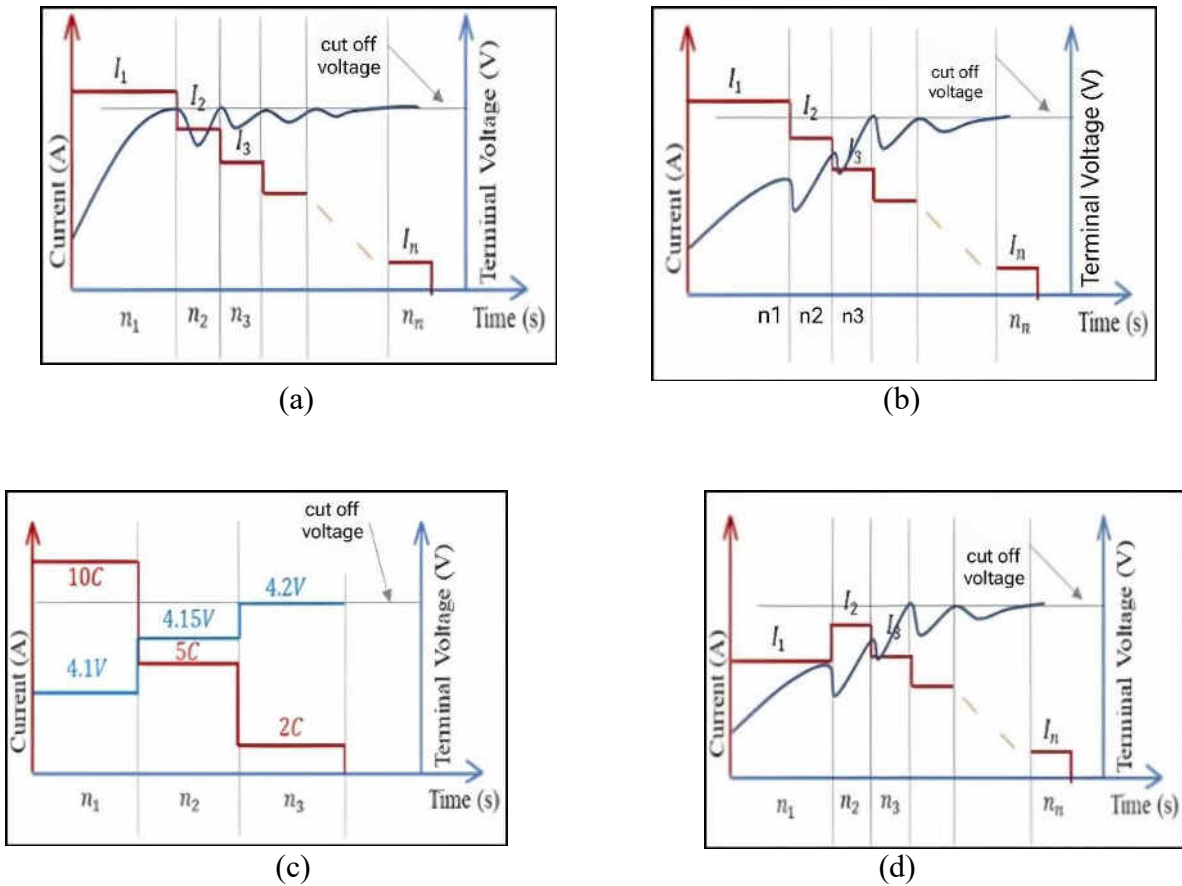 cut off
voltage
I₁
I₂
I₃
Iₙ
Current (A)
Terminal Voltage (V)
n₁ n₂ n₃ nₙ Time (s)
(a)
cut off
voltage
I₁
I₂
I₃
Iₙ
Current (A)
Terminal Voltage (V)
n1 n2 n3 nₙ Time (s)
(b)
cut off
voltage
10C
4.2V
4.15V
5C
4.1V
2C
Current (A)
Terminal Voltage (V)
n₁ n₂ n₃ Time (s)
(c)
cut off
voltage
I₂
I₁
I₃
Iₙ
Current (A)
Terminal Voltage (V)
n₁ n₂ n₃ nₙ Time (s)
(d)